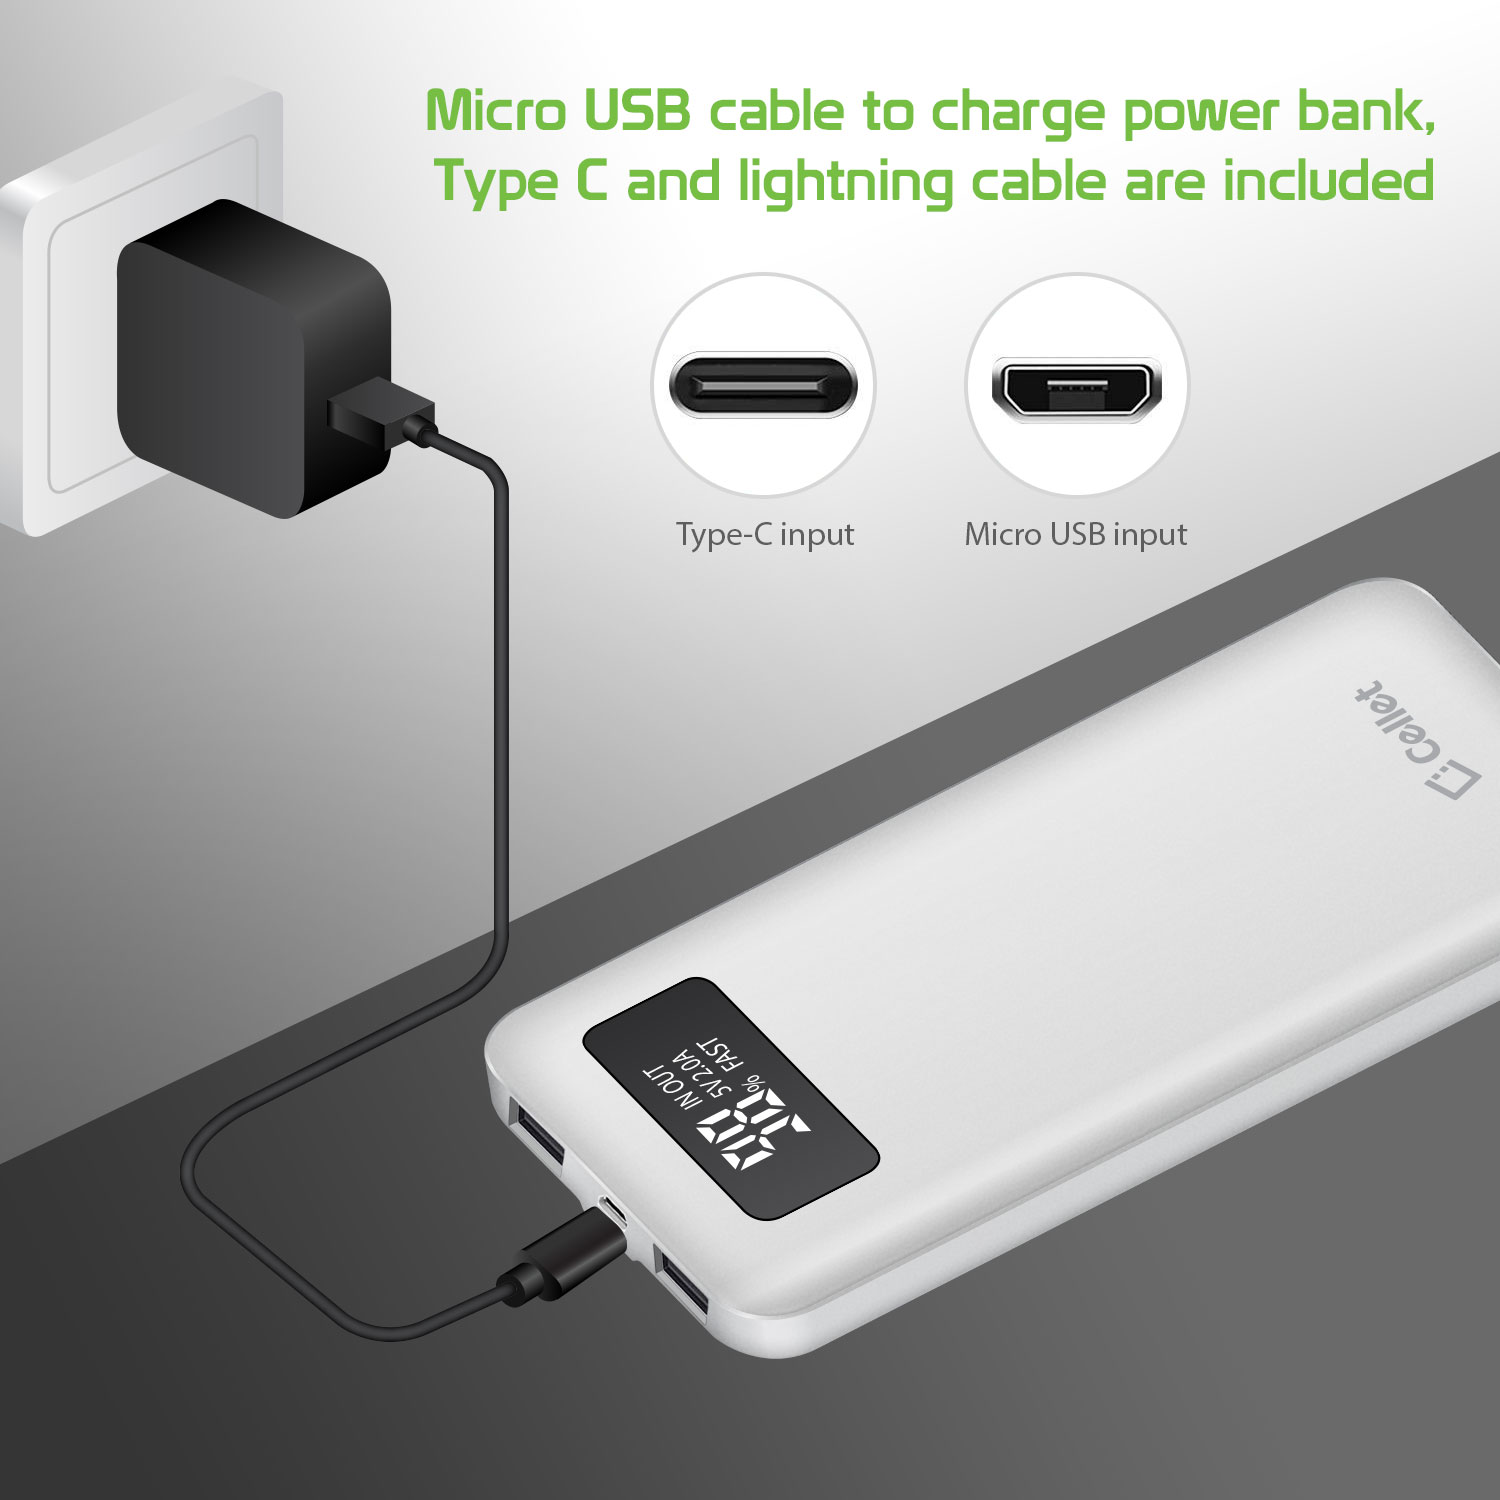 Micro USB cable to charge power bank,
Type C and lightning cable are included
Type-C input
Micro USB input
Cellet
IN OUT
5V2.0A
% FAST